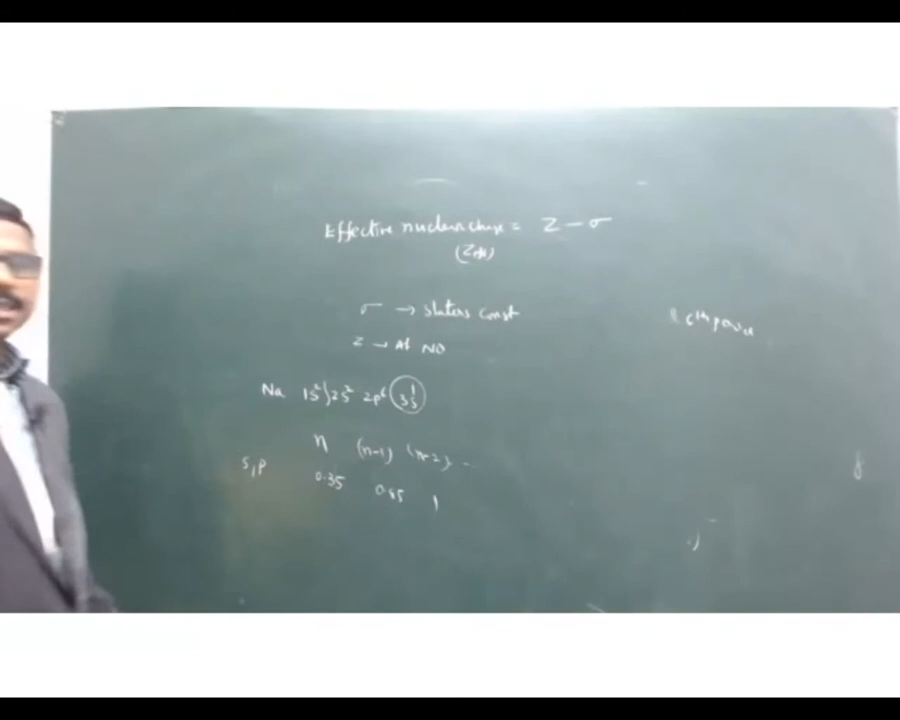 Effective nuclear charge = Z – σ
(Zeff)
σ → Slaters const
Z → At NO
Na 1s² 2s² 2p⁶ 3s¹
n (n-1) (n-2) ...
s,p 0.35 0.85 1